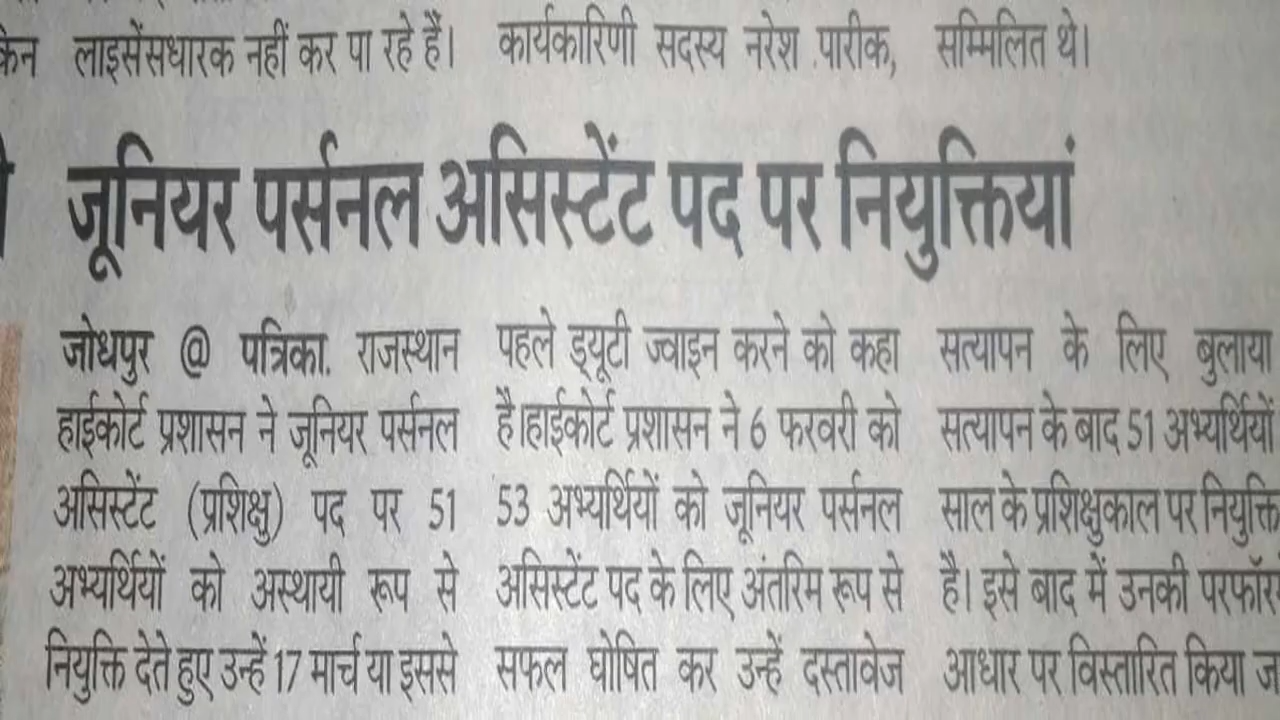 लाइसेंसधारक नहीं कर पा रहे हैं।
कार्यकारिणी सदस्य नरेश पारीक,
सम्मिलित थे।
जूनियर पर्सनल असिस्टेंट पद पर नियुक्तियां
जोधपुर @ पत्रिका. राजस्थान
हाईकोर्ट प्रशासन ने जूनियर पर्सनल
असिस्टेंट (प्रशिक्षु) पद पर 51
अभ्यर्थियों को अस्थायी रूप से
नियुक्ति देते हुए उन्हें 17 मार्च या इससे
पहले ड्यूटी ज्वाइन करने को कहा
है।हाईकोर्ट प्रशासन ने 6 फरवरी को
53 अभ्यर्थियों को जूनियर पर्सनल
असिस्टेंट पद के लिए अंतरिम रूप से
सफल घोषित कर उन्हें दस्तावेज
सत्यापन के लिए बुलाया
सत्यापन के बाद 51 अभ्यर्थियों
साल के प्रशिक्षुकाल पर नियुक्ति
है। इसे बाद में उनकी
आधार पर विस्तारित किया